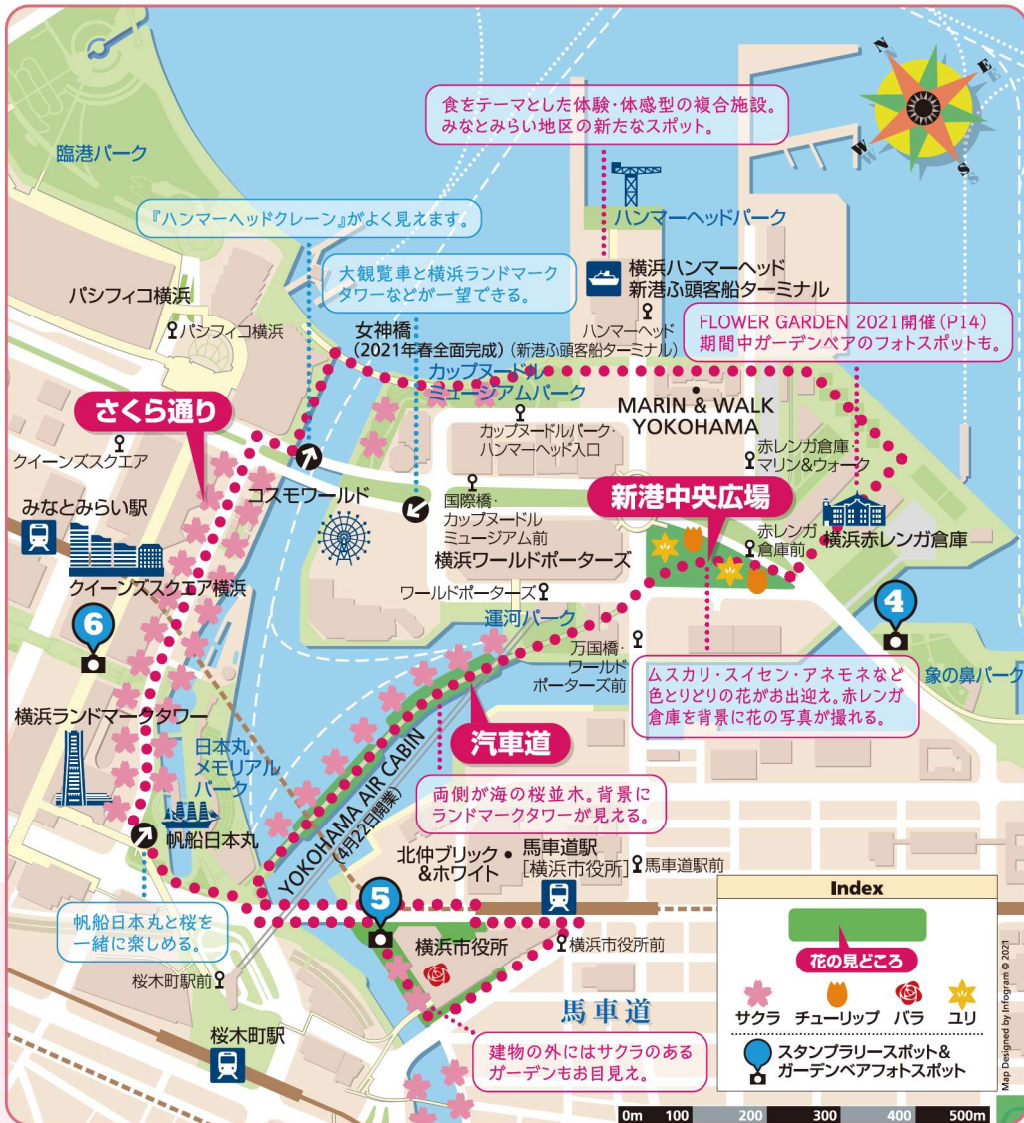 N
E
W
S
食をテーマとした体験・体感型の複合施設。
みなとみらい地区の新たなスポット。
臨港パーク
ハンマーヘッドパーク
『ハンマーヘッドクレーン』がよく見えます。
大観覧車と横浜ランドマーク
タワーなどが一望できる。
横浜ハンマーヘッド
新港ふ頭客船ターミナル
パシフィコ横浜
パシフィコ横浜
ハンマーヘッド
(新港ふ頭客船ターミナル)
女神橋
(2021年春全面完成)
FLOWER GARDEN 2021開催(P14)
期間中ガーデンベアのフォトスポットも。
カップヌードル
ミュージアムパーク
MARIN & WALK
YOKOHAMA
さくら通り
カップヌードルパーク・
ハンマーヘッド入口
赤レンガ倉庫・
マリン&ウォーク
クイーンズスクエア
コスモワールド
国際橋・
カップヌードル
ミュージアム前
新港中央広場
みなとみらい駅
赤レンガ
倉庫前
横浜赤レンガ倉庫
横浜ワールドポーターズ
クイーンズスクエア横浜
ワールドポーターズ
4
6
運河パーク
万国橋・
ワールド
ポーターズ前
ムスカリ・スイセン・アネモネなど
色とりどりの花がお出迎え。赤レンガ
倉庫を背景に花の写真が撮れる。
象の鼻パーク
横浜ランドマークタワー
汽車道
日本丸
メモリアル
パーク
YOKOHAMA AIR CABIN
(4月22日開業)
両側が海の桜並木。背景に
ランドマークタワーが見える。
帆船日本丸
北仲ブリック
&ホワイト
馬車道駅
[横浜市役所]
馬車道駅前
5
帆船日本丸と桜を
一緒に楽しめる。
横浜市役所
横浜市役所前
桜木町駅前
馬車道
桜木町駅
建物の外にはサクラのある
ガーデンもお目見え。
Index
花の見どころ
サクラ
チューリップ
バラ
ユリ
スタンプラリースポット&
ガーデンベアフォトスポット
Map Designed by Infogram © 2021
0m 100 200 300 400 500m